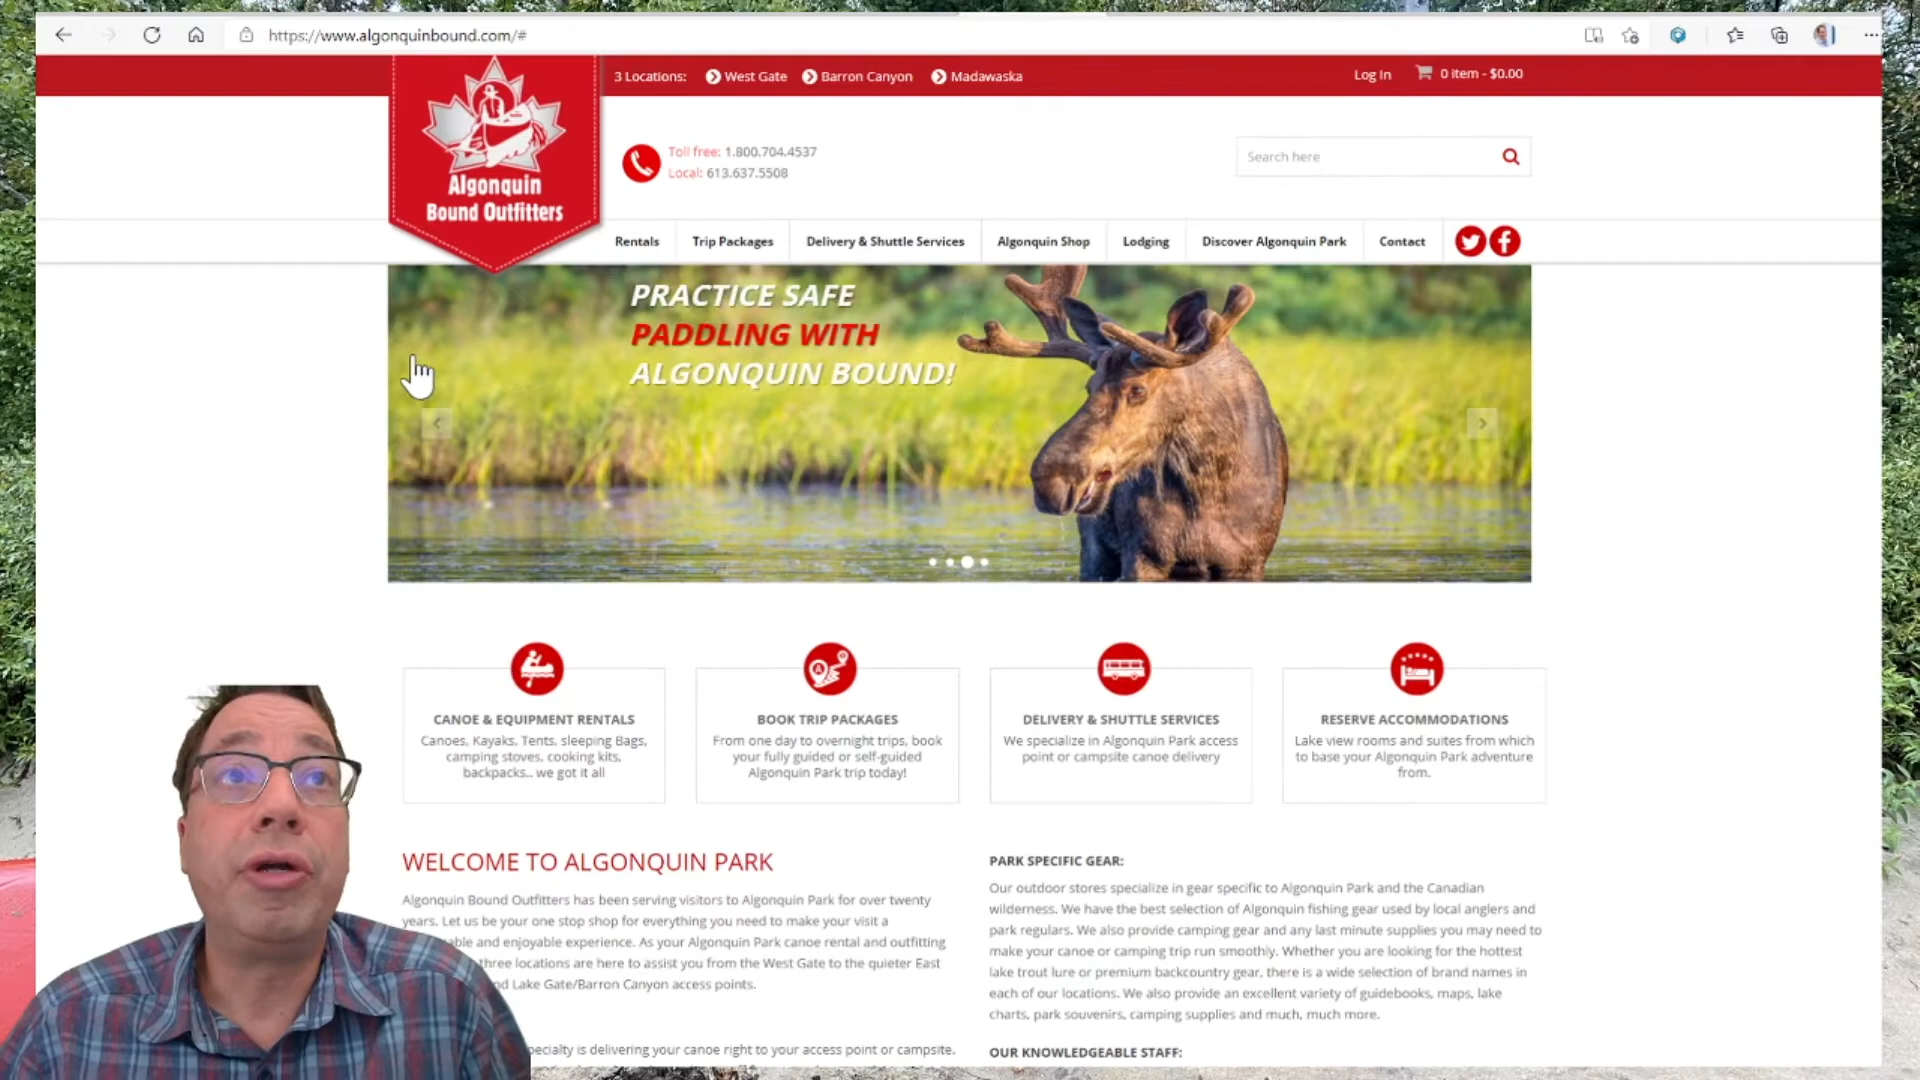 https://www.algonquinbound.com/#
3 Locations: West Gate Barron Canyon Madawaska
Log In 0 item - $0.00
Algonquin
Bound Outfitters
Toll free: 1.800.704.4537
Local: 613.637.5508
Search here
Rentals Trip Packages Delivery & Shuttle Services Algonquin Shop Lodging Discover Algonquin Park Contact
PRACTICE SAFE
PADDLING WITH
ALGONQUIN BOUND!
CANOE & EQUIPMENT RENTALS
Canoes, Kayaks, Tents, sleeping Bags,
camping stoves, cooking kits,
backpacks.. we got it all
BOOK TRIP PACKAGES
From one day to overnight trips, book
your fully guided or self-guided
Algonquin Park trip today!
DELIVERY & SHUTTLE SERVICES
We specialize in Algonquin Park access
point or campsite canoe delivery
RESERVE ACCOMMODATIONS
Lake view rooms and suites from which
to base your Algonquin Park adventure
from.
WELCOME TO ALGONQUIN PARK
Algonquin Bound Outfitters has been serving visitors to Algonquin Park for over twenty
years. Let us be your one stop shop for everything you need to make your visit a
and enjoyable experience. As your Algonquin Park canoe rental and outfitting
three locations are here to assist you from the West Gate to the quieter East
Lake Gate/Barron Canyon access points.
is delivering your canoe right to your access point or campsite.
PARK SPECIFIC GEAR:
Our outdoor stores specialize in gear specific to Algonquin Park and the Canadian
wilderness. We have the best selection of Algonquin fishing gear used by local anglers and
park regulars. We also provide camping gear and any last minute supplies you may need to
make your canoe or camping trip run smoothly. Whether you are looking for the hottest
lake trout lure or premium backcountry gear, there is a wide selection of brand names in
each of our locations. We also provide an excellent variety of guidebooks, maps, lake
charts, park souvenirs, camping supplies and much, much more.
OUR KNOWLEDGEABLE STAFF: